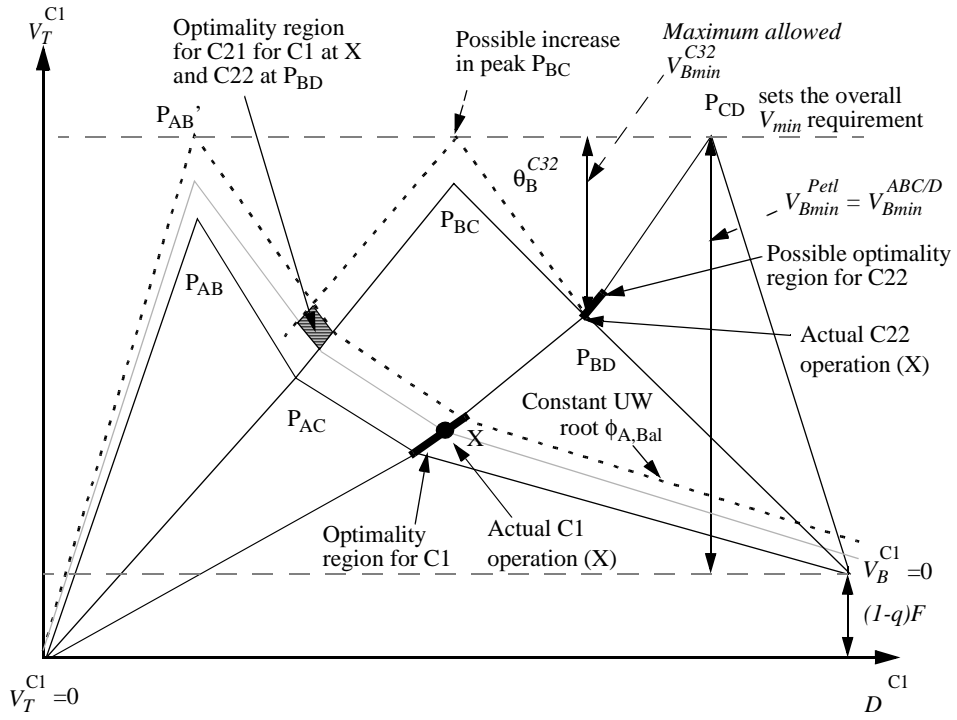 C1
V_T
Optimality region
for C21 for C1 at X
and C22 at P_BD
Possible increase
in peak P_BC
Maximum allowed
V_Bmin^C32
P_AB’
P_CD
sets the overall
V_min requirement
θ_B^C32
V_Bmin^Petl = V_Bmin^ABC/D
P_BC
Possible optimality
region for C22
P_AB
Actual C22
operation (X)
P_BD
Constant UW
root ϕ_A,Bal
P_AC
X
Optimality
region for C1
Actual C1
operation (X)
V_B^C1 =0
(1-q)F
V_T^C1 =0
D^C1